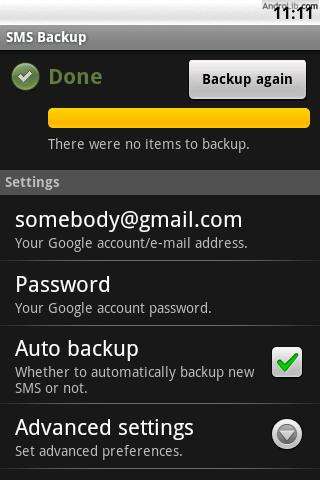 AndroLib.com
11:11
SMS Backup
Done
Backup again
There were no items to backup.
Settings
somebody@gmail.com
Your Google account/e-mail address.
Password
Your Google account password.
Auto backup
Whether to automatically backup new
SMS or not.
Advanced settings
Set advanced preferences.